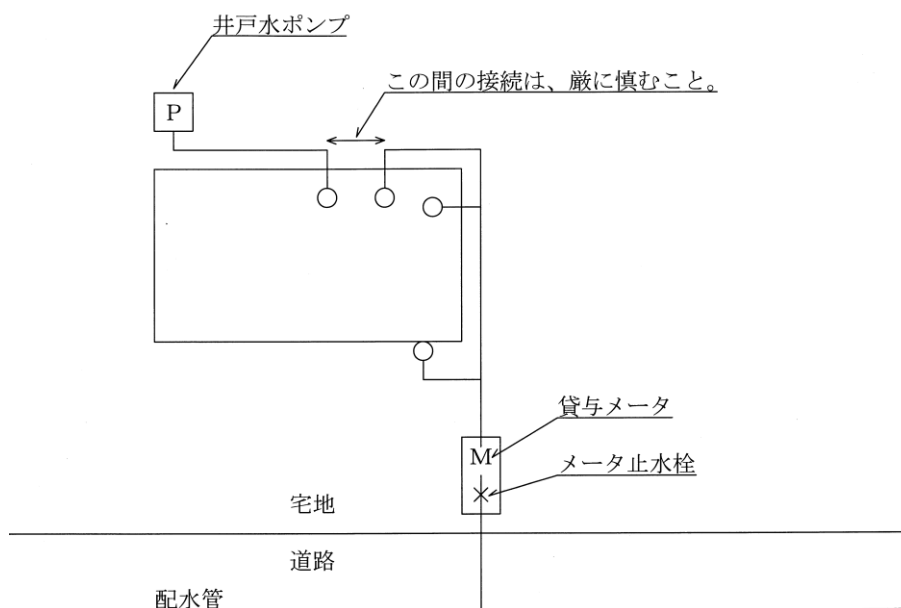 井戸水ポンプ
この間の接続は、厳に慎むこと。
P
貸与メータ
M
メータ止水栓
宅地
道路
配水管